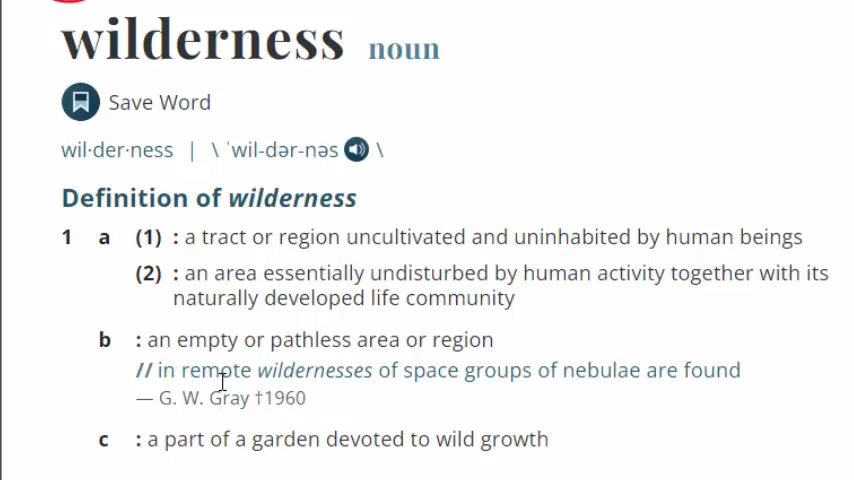 wilderness noun
Save Word
wil·der·ness | \ ˈwil-dər-nəs \
Definition of wilderness
1 a (1) : a tract or region uncultivated and uninhabited by human beings
(2) : an area essentially undisturbed by human activity together with its
naturally developed life community
b : an empty or pathless area or region
// in remote wildernesses of space groups of nebulae are found
— G. W. Gray †1960
c : a part of a garden devoted to wild growth